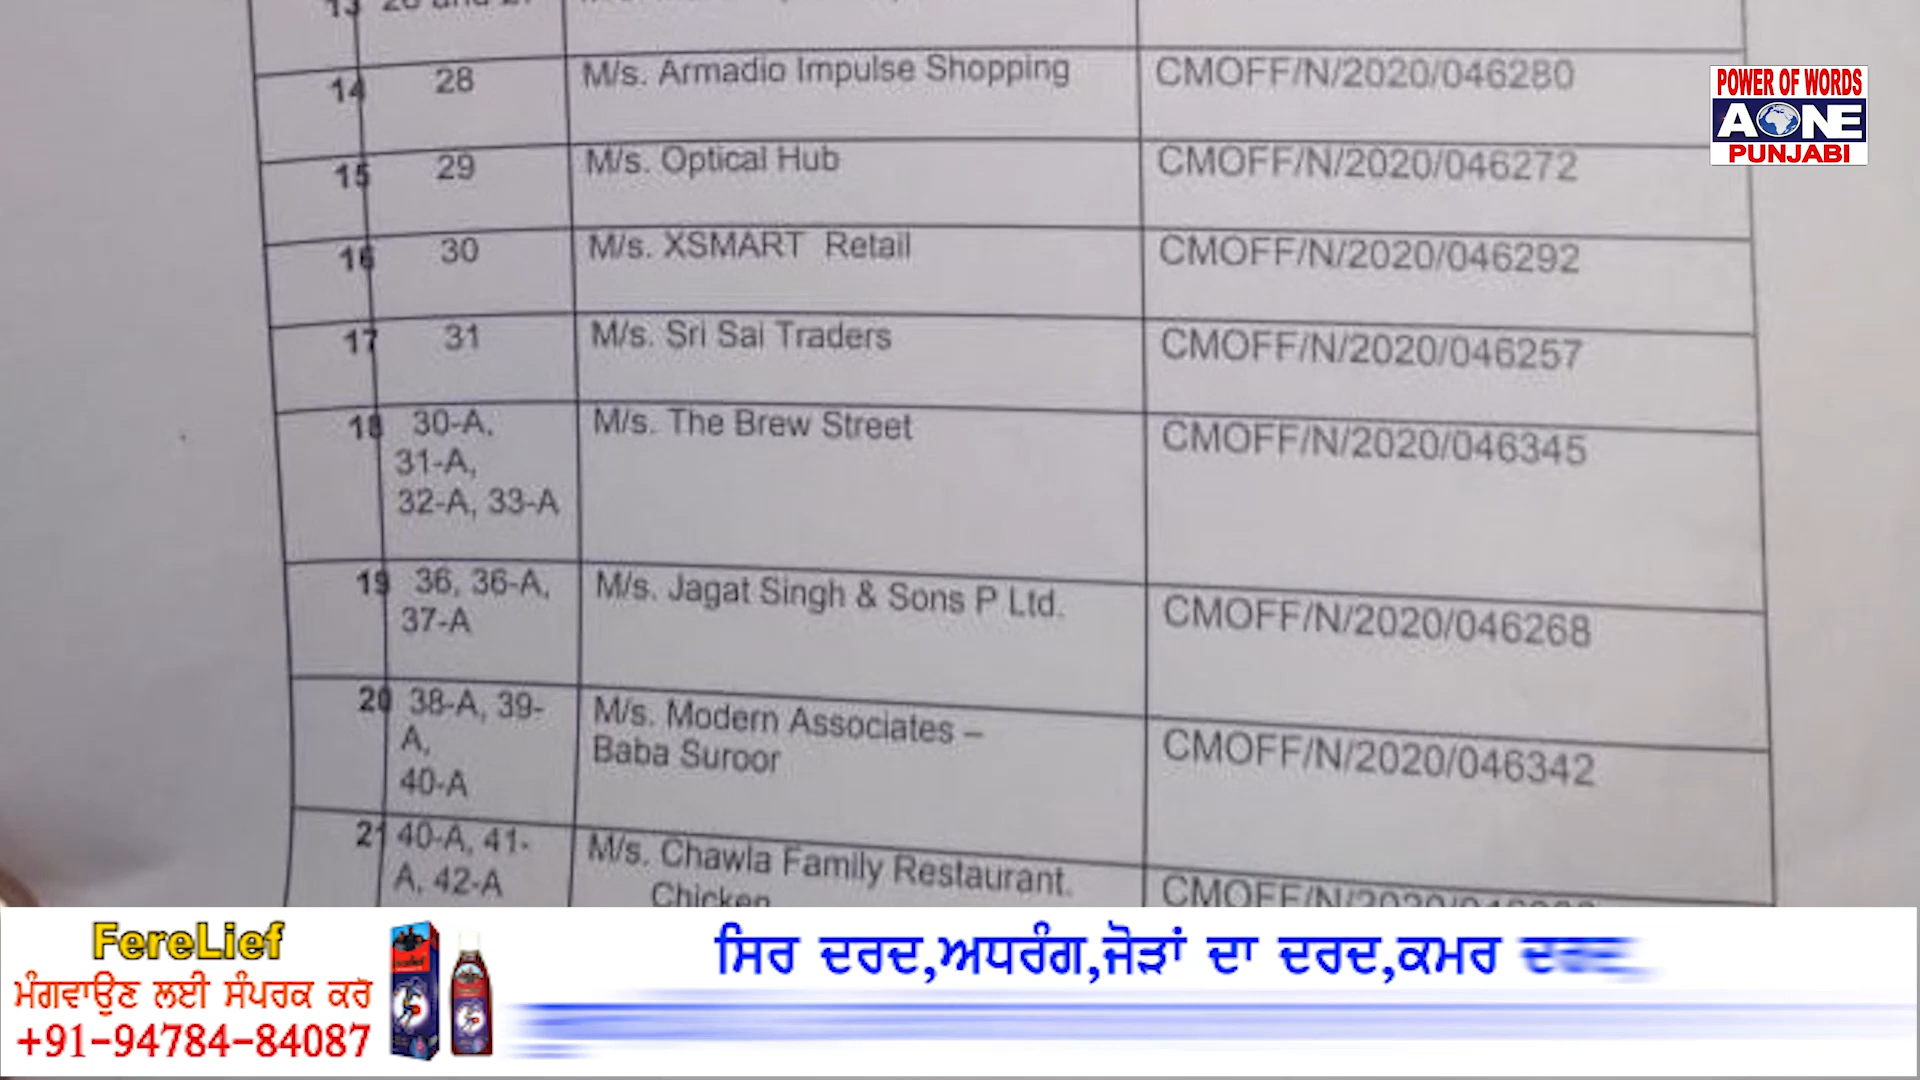 13
14 28 M/s. Armadio Impulse Shopping CMOFF/N/2020/046280
15 29 M/s. Optical Hub CMOFF/N/2020/046272
16 30 M/s. XSMART Retail CMOFF/N/2020/046292
17 31 M/s. Sri Sai Traders CMOFF/N/2020/046257
18 30-A, M/s. The Brew Street CMOFF/N/2020/046345
31-A,
32-A, 33-A
19 36, 36-A, M/s. Jagat Singh & Sons P Ltd. CMOFF/N/2020/046268
37-A
20 38-A, 39- M/s. Modern Associates – CMOFF/N/2020/046342
A, Baba Suroor
40-A
21 40-A, 41- M/s. Chawla Family Restaurant.
A, 42-A Chicken
POWER OF WORDS
AONE
PUNJABI
FereLief
ਮੰਗਵਾਉਣ ਲਈ ਸੰਪਰਕ ਕਰੋ
+91-94784-84087
ਸਿਰ ਦਰਦ,ਅਧਰੰਗ,ਜੋੜਾਂ ਦਾ ਦਰਦ,ਕਮਰ ਦਰਦ